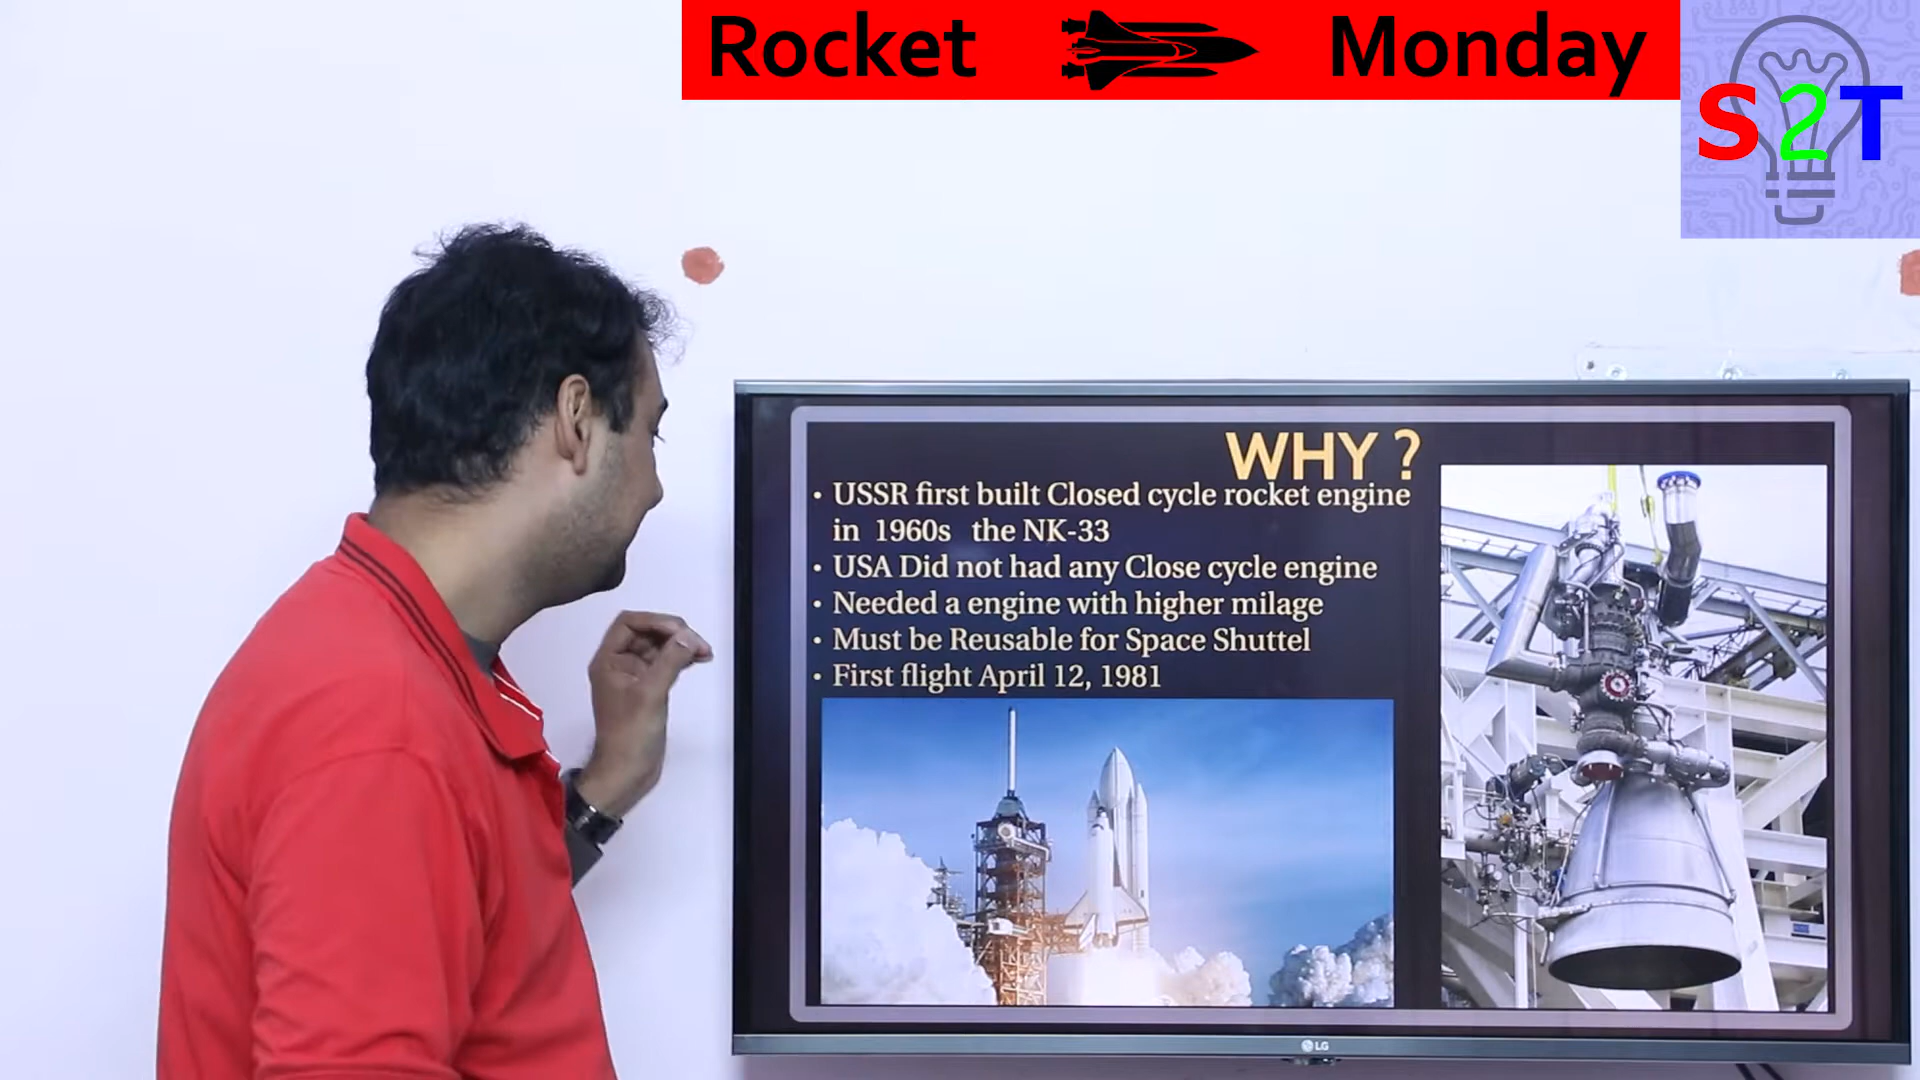 Rocket Monday
S2T
WHY ?
• USSR first built Closed cycle rocket engine
in 1960s the NK-33
• USA Did not had any Close cycle engine
• Needed a engine with higher milage
• Must be Reusable for Space Shuttel
• First flight April 12, 1981
LG